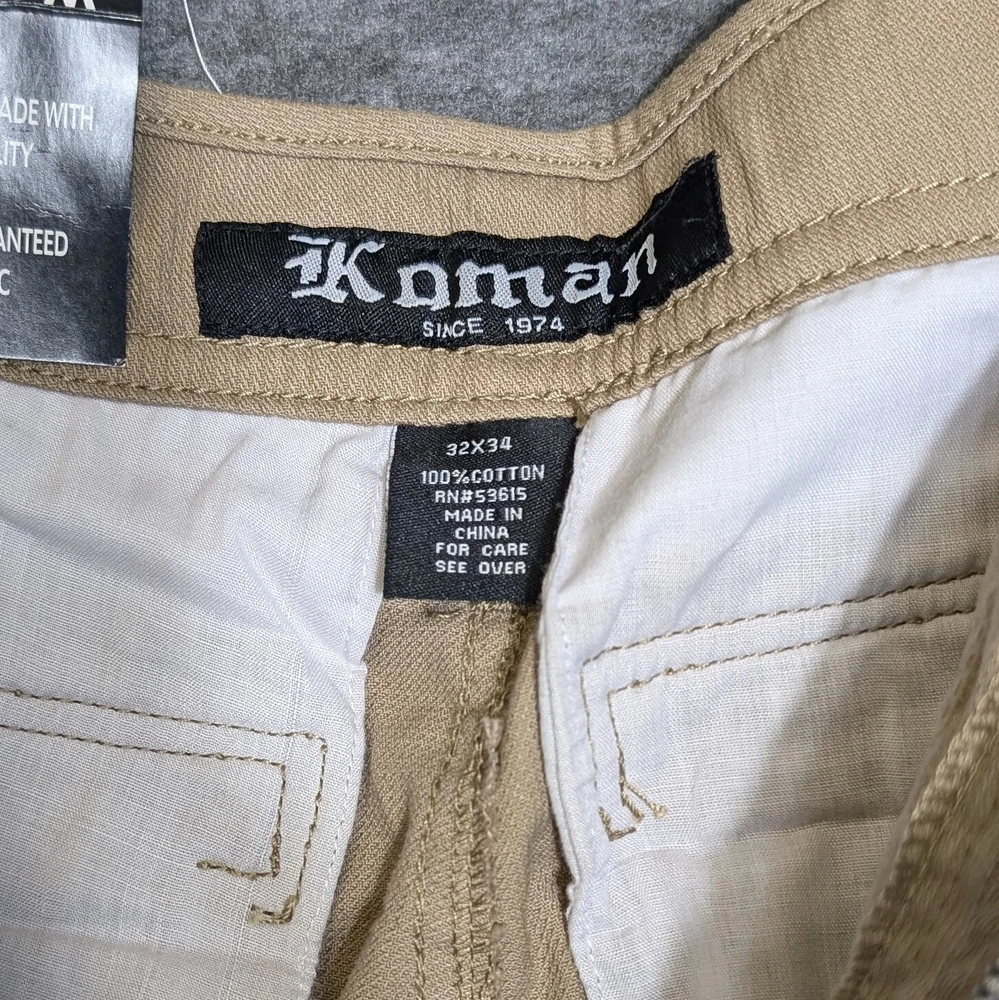 ADE WITH
LITY
ANTEED
C
Koman
SINCE 1974
32X34
100%COTTON
RN#53615
MADE IN
CHINA
FOR CARE
SEE OVER